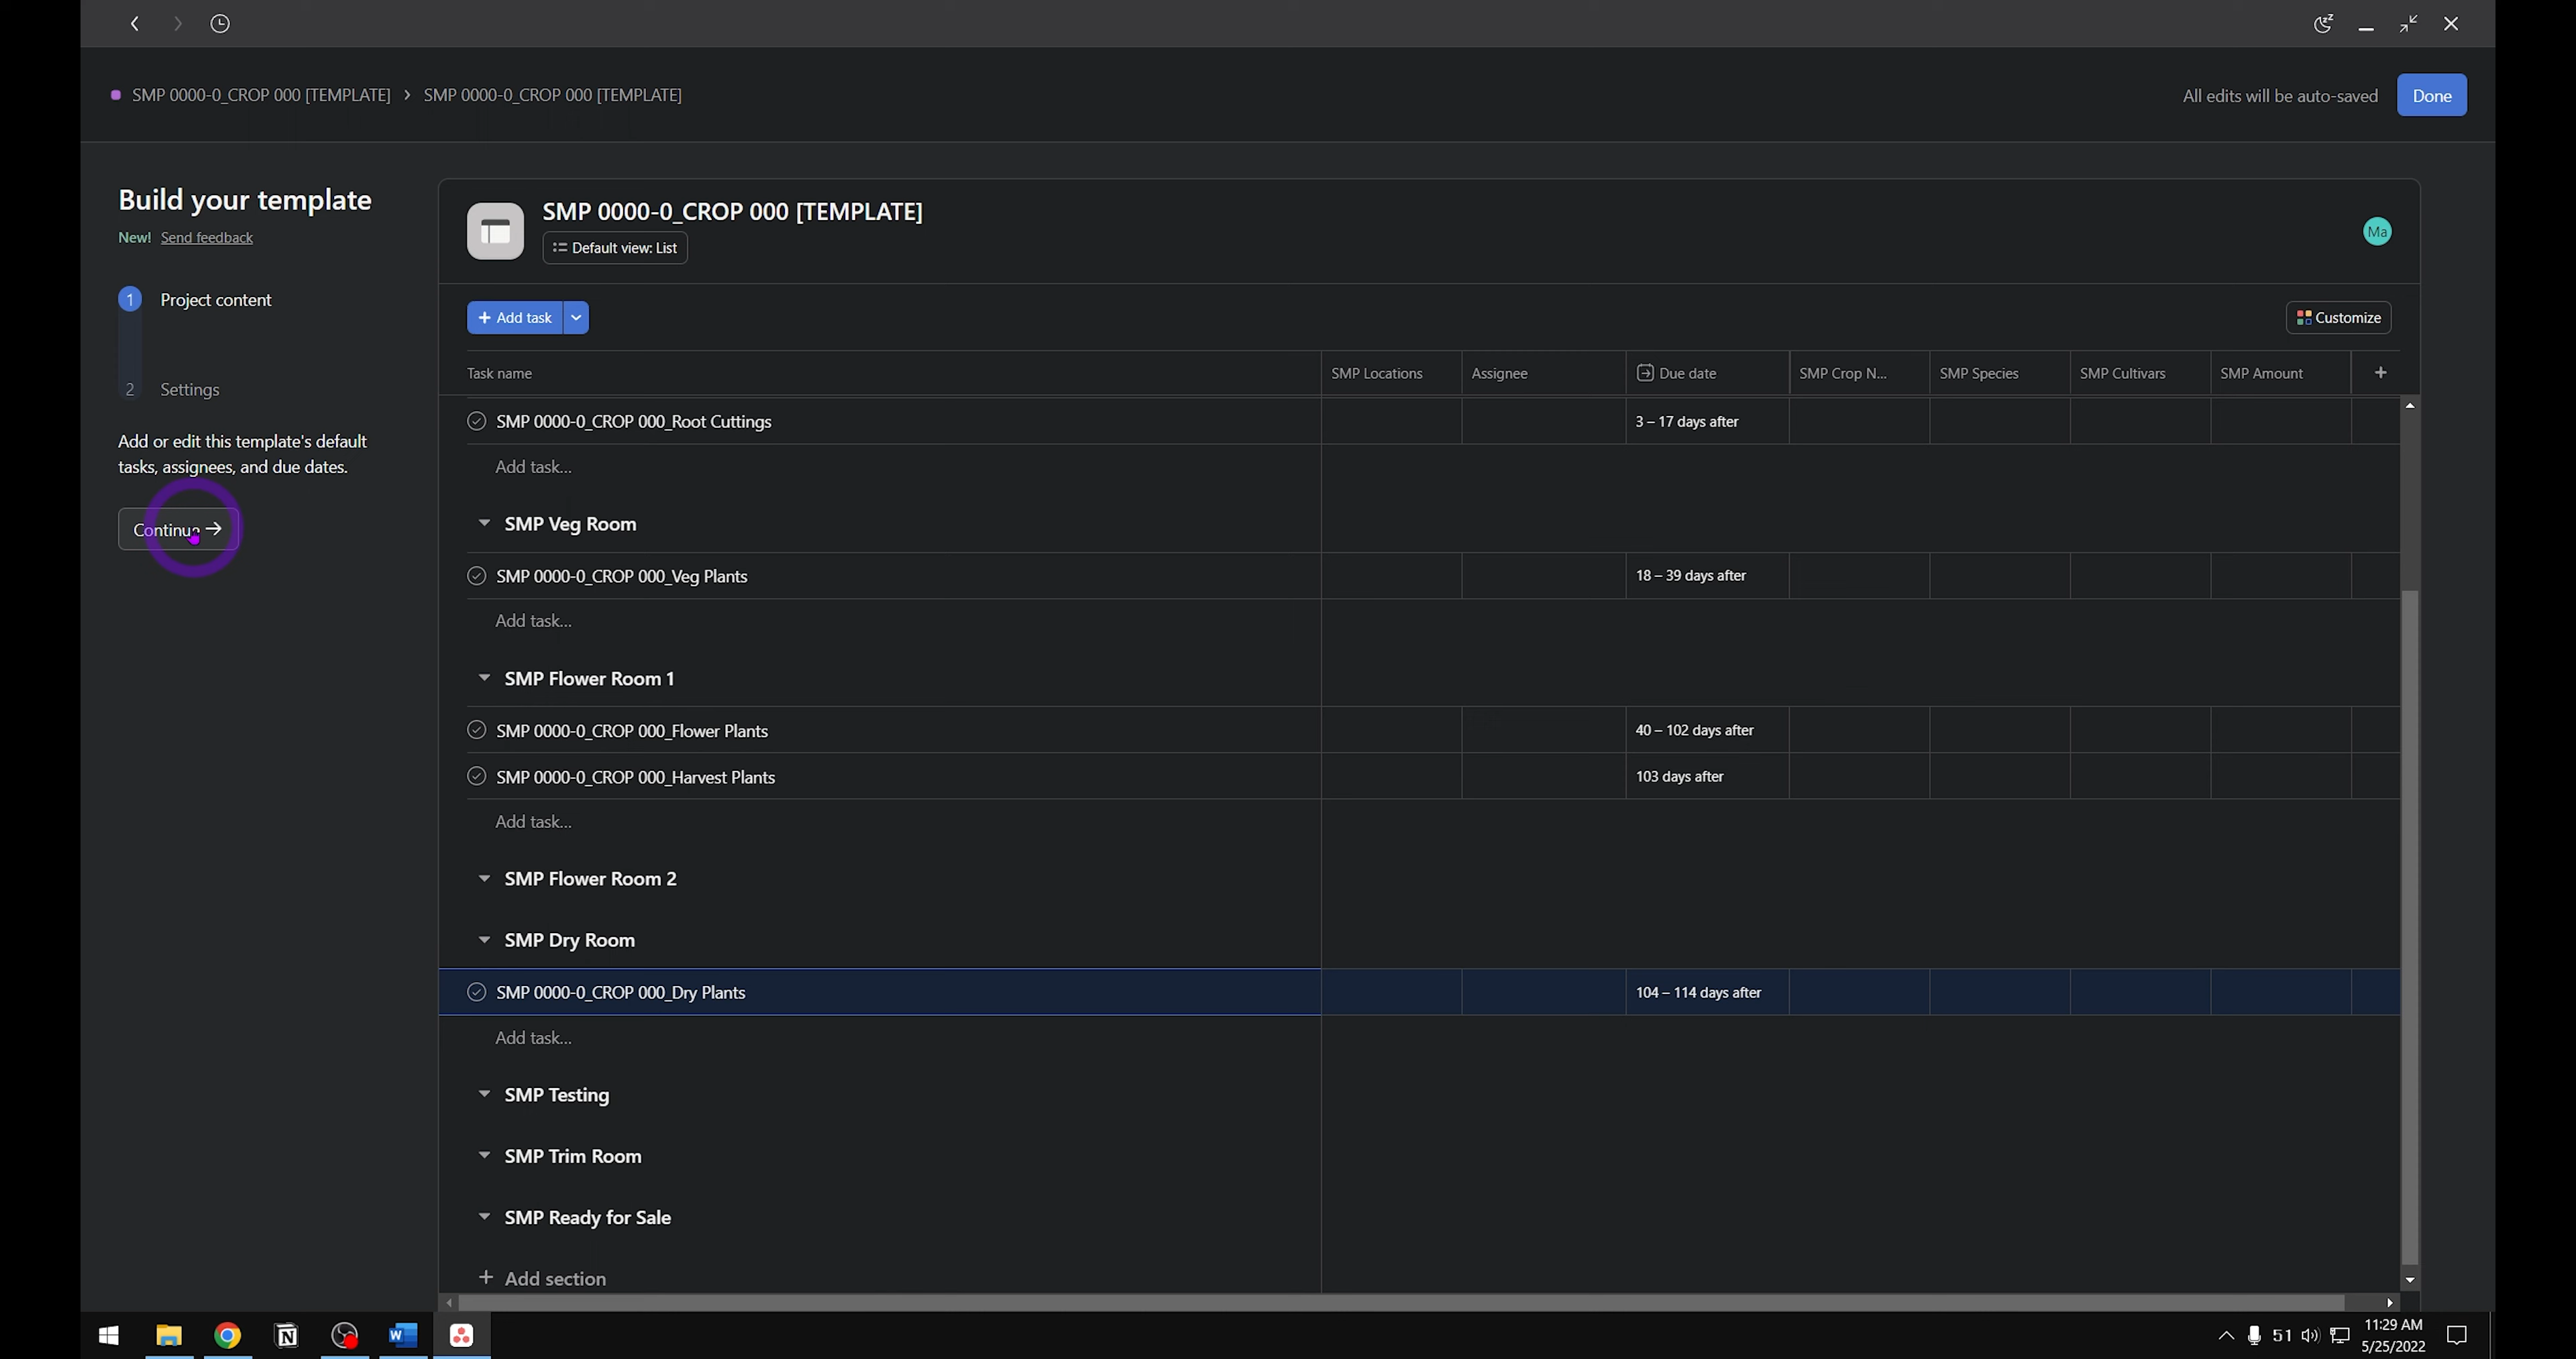 SMP 0000-0_CROP 000 [TEMPLATE] › SMP 0000-0_CROP 000 [TEMPLATE]
All edits will be auto-saved
Done
Build your template
New! Send feedback
1 Project content
2 Settings
Add or edit this template's default
tasks, assignees, and due dates.
Continue →
SMP 0000-0_CROP 000 [TEMPLATE]
Default view: List
Ma
+ Add task
Customize
Task name SMP Locations Assignee Due date SMP Crop N... SMP Species SMP Cultivars SMP Amount +
SMP 0000-0_CROP 000_Root Cuttings 3 – 17 days after
Add task...
SMP Veg Room
SMP 0000-0_CROP 000_Veg Plants 18 – 39 days after
Add task...
SMP Flower Room 1
SMP 0000-0_CROP 000_Flower Plants 40 – 102 days after
SMP 0000-0_CROP 000_Harvest Plants 103 days after
Add task...
SMP Flower Room 2
SMP Dry Room
SMP 0000-0_CROP 000_Dry Plants 104 – 114 days after
Add task...
SMP Testing
SMP Trim Room
SMP Ready for Sale
+ Add section
51
11:29 AM
5/25/2022